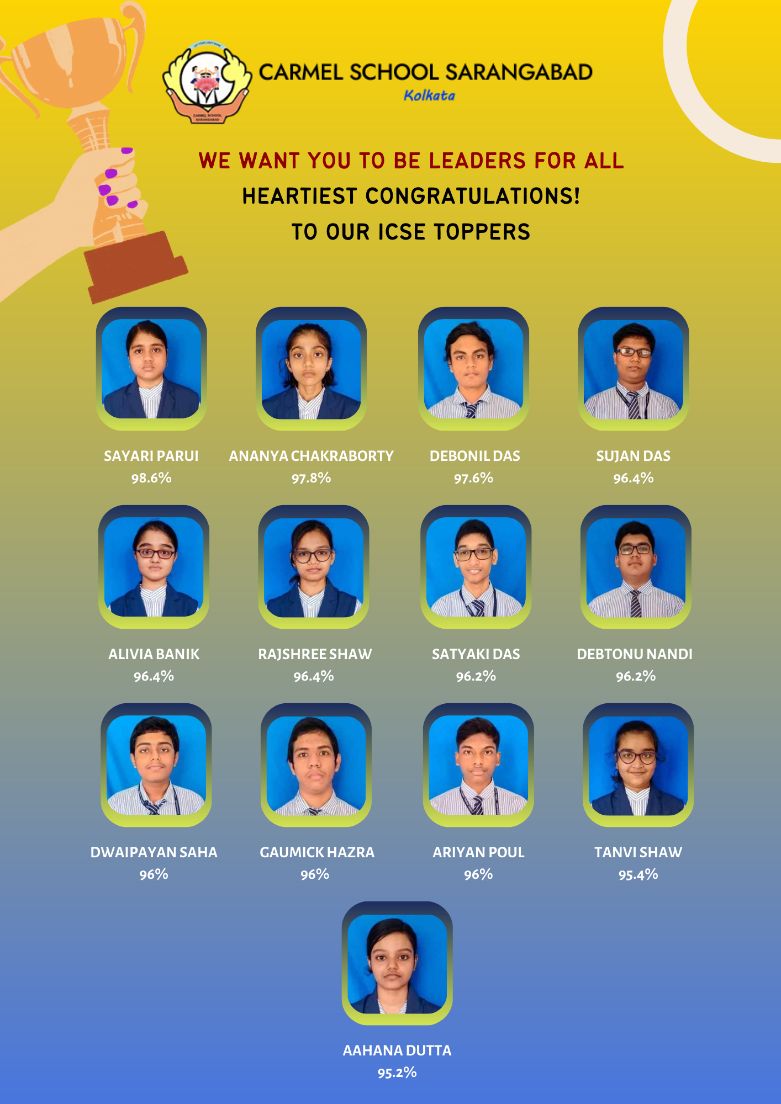 CARMEL SCHOOL SARANGABAD
Kolkata
WE WANT YOU TO BE LEADERS FOR ALL
HEARTIEST CONGRATULATIONS!
TO OUR ICSE TOPPERS
SAYARI PARUI
98.6%
ANANYA CHAKRABORTY
97.8%
DEBONIL DAS
97.6%
SUJAN DAS
96.4%
ALIVIA BANIK
96.4%
RAJSHREE SHAW
96.4%
SATYAKI DAS
96.2%
DEBTONU NANDI
96.2%
DWAIPAYAN SAHA
96%
GAUMICK HAZRA
96%
ARIYAN POUL
96%
TANVI SHAW
95.4%
AAHANA DUTTA
95.2%